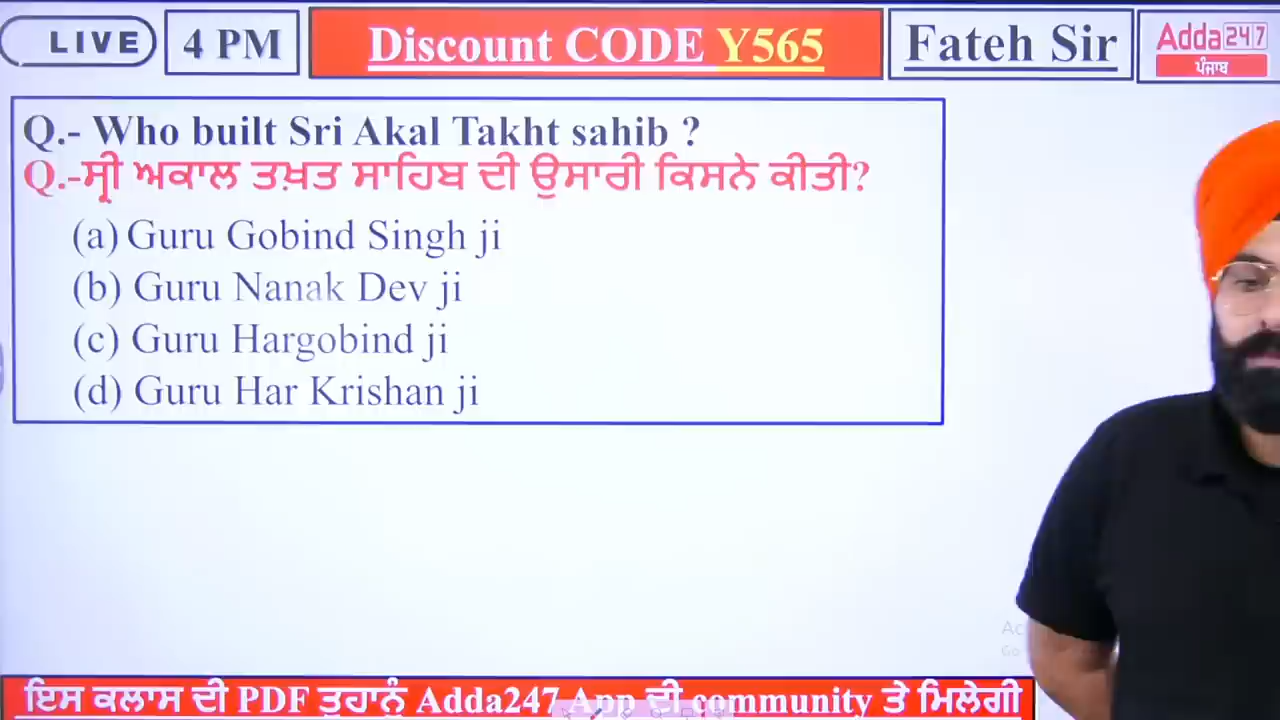 LIVE
4 PM
Discount CODE Y565
Fateh Sir
Adda247
ਪੰਜਾਬ
Q.- Who built Sri Akal Takht sahib ?
Q.-ਸ੍ਰੀ ਅਕਾਲ ਤਖ਼ਤ ਸਾਹਿਬ ਦੀ ਉਸਾਰੀ ਕਿਸਨੇ ਕੀਤੀ?
(a) Guru Gobind Singh ji
(b) Guru Nanak Dev ji
(c) Guru Hargobind ji
(d) Guru Har Krishan ji
ਇਸ ਕਲਾਸ ਦੀ PDF ਤੁਹਾਨੂੰ Adda247 App ਦੀ community ਤੇ ਮਿਲੇਗੀ